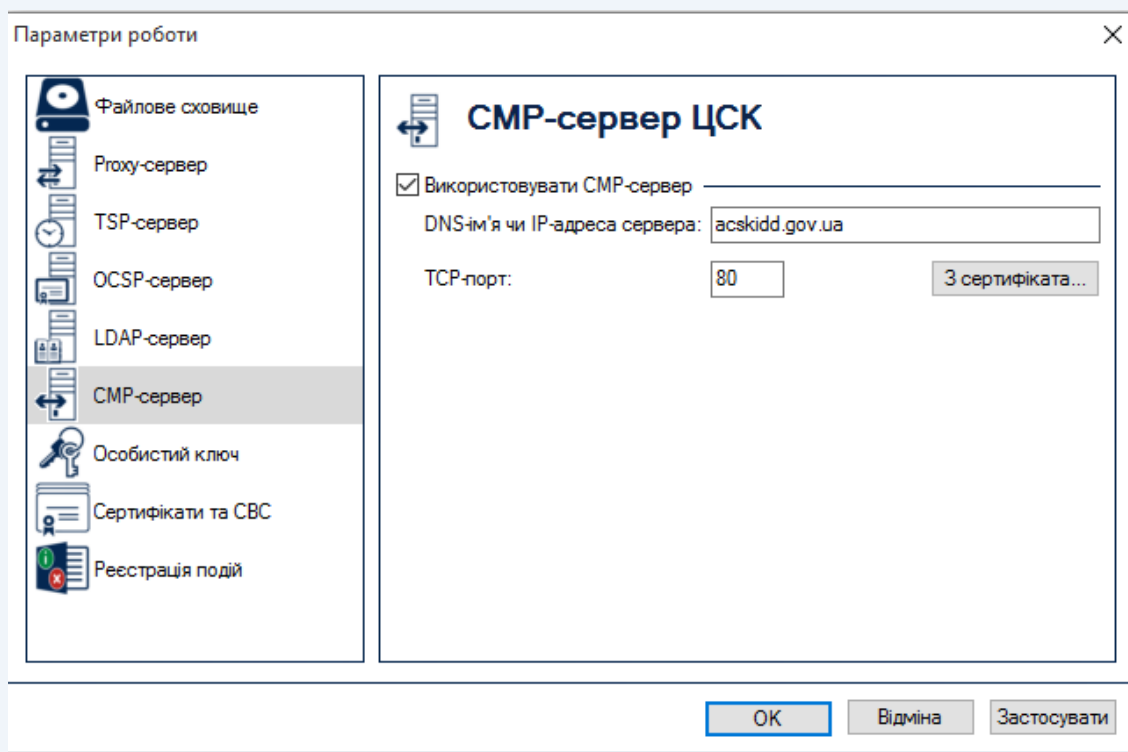 Параметри роботи
Файлове сховище
Proxy-сервер
TSP-сервер
OCSP-сервер
LDAP-сервер
CMP-сервер
Особистий ключ
Сертифікати та СВС
Реєстрація подій
CMP-сервер ЦСК
Використовувати CMP-сервер
DNS-ім'я чи IP-адреса сервера: acskidd.gov.ua
TCP-порт: 80 З сертифіката...
OK Відміна Застосувати